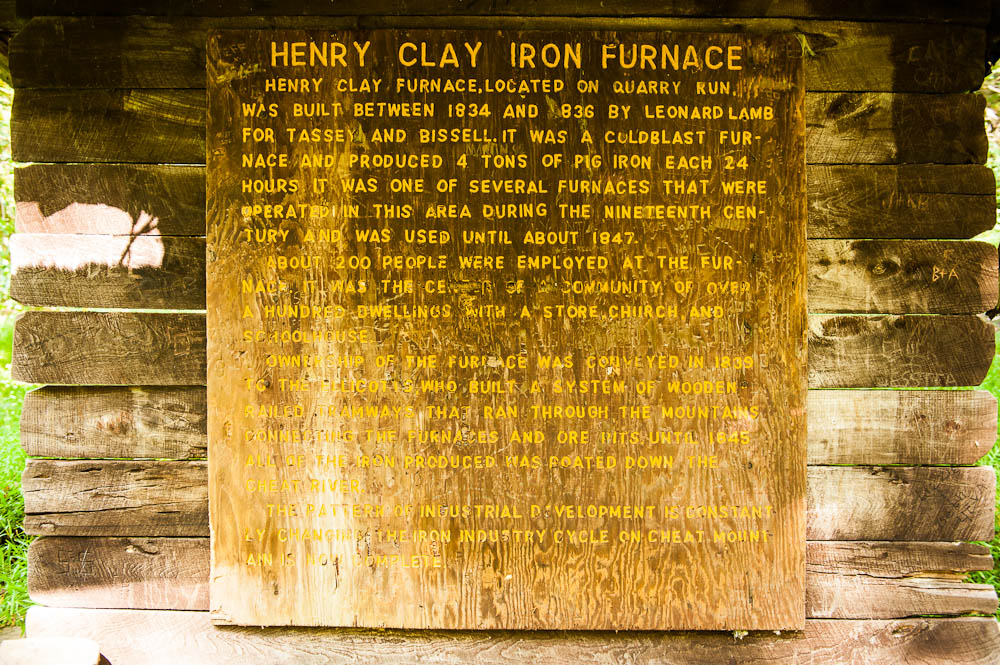 HENRY CLAY IRON FURNACE
HENRY CLAY FURNACE, LOCATED ON QUARRY RUN,
WAS BUILT BETWEEN 1834 AND 836 BY LEONARD LAMB
FOR TASSEY AND BISSELL. IT WAS A COLDBLAST FUR-
NACE AND PRODUCED 4 TONS OF PIG IRON EACH 24
HOURS IT WAS ONE OF SEVERAL FURNACES THAT WERE
OPERATED IN THIS AREA DURING THE NINETEENTH CEN-
TURY AND WAS USED UNTIL ABOUT 1847.
ABOUT 200 PEOPLE WERE EMPLOYED AT THE FUR-
NACE IT WAS THE CENTER OF A COMMUNITY OF OVER
A HUNDRED DWELLINGS WITH A STORE, CHURCH, AND
SCHOOLHOUSE.
OWNERSHIP OF THE FURNACE WAS CONVEYED IN 1839
TO THE ELLICOTTS, WHO BUILT A SYSTEM OF WOODEN
RAILED TRAMWAYS THAT RAN THROUGH THE MOUNTAINS
CONNECTING THE FURNACES AND ORE PITS UNTIL 1845
ALL OF THE IRON PRODUCED WAS BOATED DOWN THE
CHEAT RIVER.
THE PATTERN OF INDUSTRIAL DEVELOPMENT IS CONSTANT
LY CHANGING THE IRON INDUSTRY CYCLE ON CHEAT MOUNT
AIN IS NOW COMPLETE.
B+A